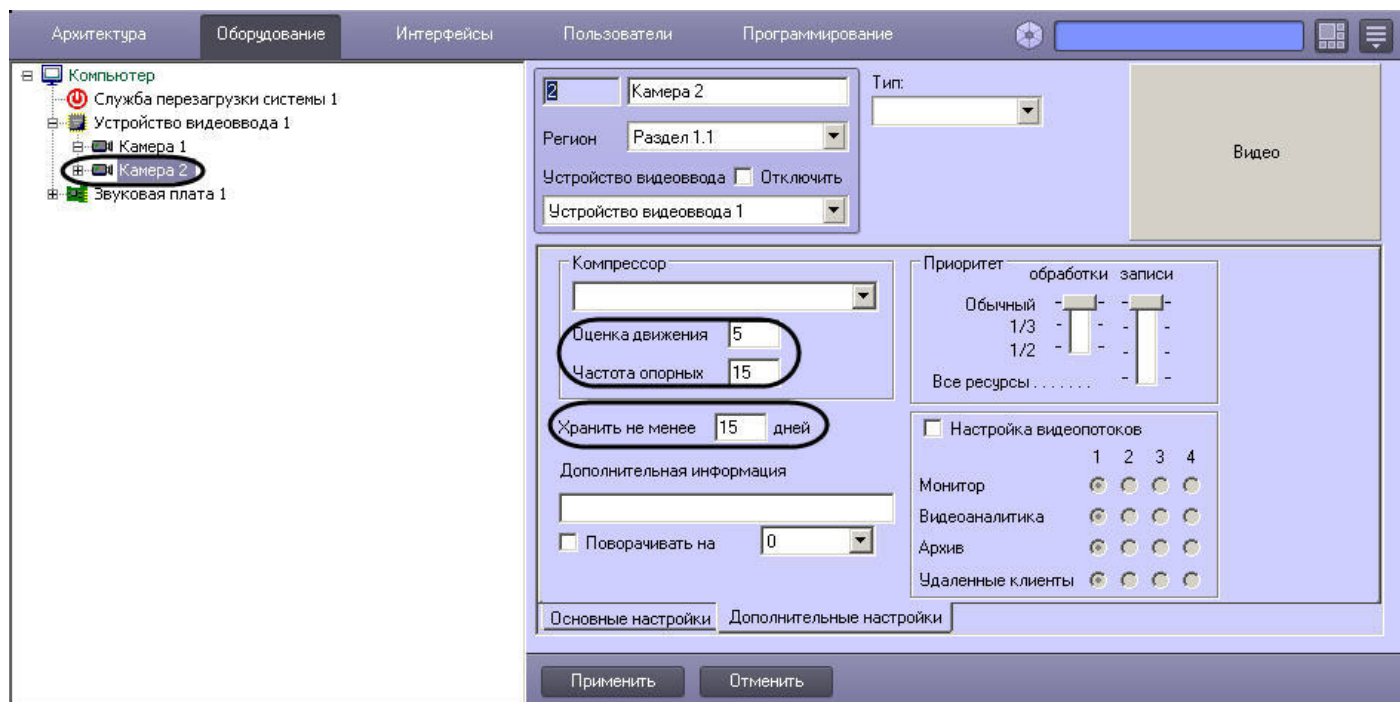 Архитектура Оборудование Интерфейсы Пользователи Программирование
Компьютер
Служба перезагрузки системы 1
Устройство видеоввода 1
Камера 1
Камера 2
Звуковая плата 1
2 Камера 2
Регион Раздел 1.1
Устройство видеоввода Отключить
Устройство видеоввода 1
Тип:
Видео
Компрессор
Оценка движения 5
Частота опорных 15
Хранить не менее 15 дней
Дополнительная информация
Поворачивать на 0
Приоритет
обработки записи
Обычный
1/3
1/2
Все ресурсы . . . . . . .
Настройка видеопотоков
1 2 3 4
Монитор
Видеоаналитика
Архив
Удаленные клиенты
Основные настройки Дополнительные настройки
Применить Отменить